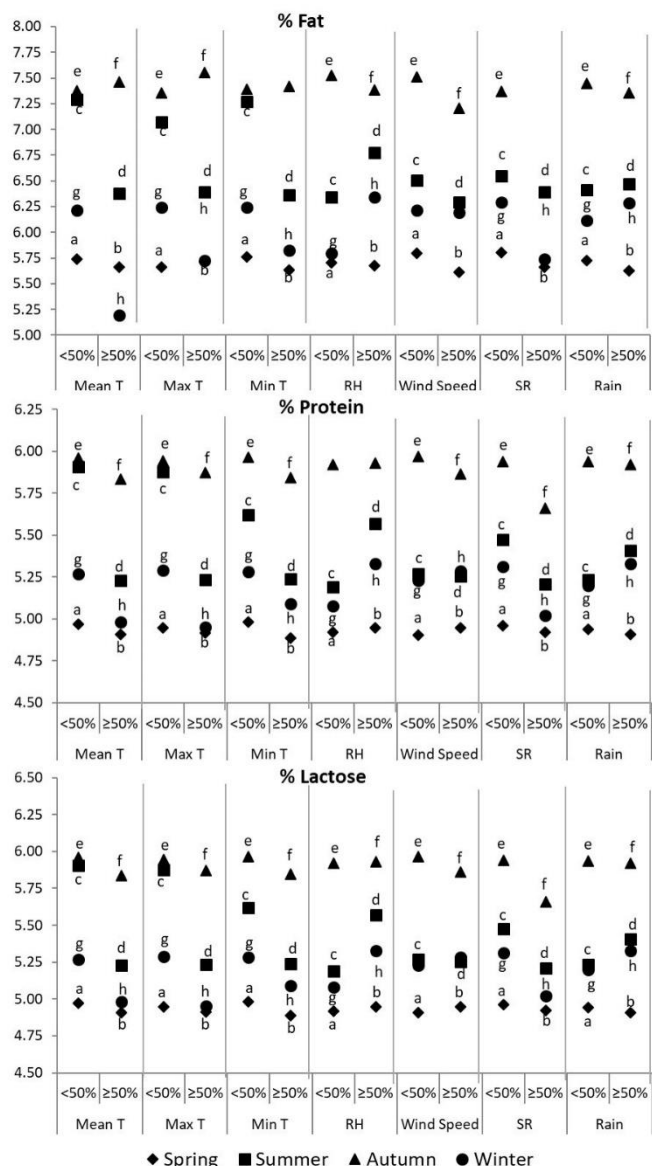 % Fat
8.00
7.75
e f e f e f e f e e f
7.50
7.25
c c c
7.00
d
6.75
c c
6.50
d d d c d d
g g g h g
6.25
h g h h
6.00
h
a a a g a a a
5.75
b b b b b b
a
5.50
h
5.25
5.00
<50% ≥50% <50% ≥50% <50% ≥50% <50% ≥50% <50% ≥50% <50% ≥50% <50% ≥50%
Mean T Max T Min T RH Wind Speed SR Rain
% Protein
6.25
e e e e e e f
6.00
f f f f
5.75
c c c d f
5.50
c d
g g g d d d c c h d c
5.25
d g d g h
h h h g h g
5.00
a a a b a b a h a b
b b b a b
4.75
4.50
<50% ≥50% <50% ≥50% <50% ≥50% <50% ≥50% <50% ≥50% <50% ≥50% <50% ≥50%
Mean T Max T Min T RH Wind Speed SR Rain
% Lactose
6.50
6.25
e e e e f e e e f
6.00
f f f f
5.75
c c c d f
5.50
c d
g g g d d d c c d c
5.25
d g h
h h h g h g
5.00
a a a b a b a h b
b b b a b a
4.75
4.50
<50% ≥50% <50% ≥50% <50% ≥50% <50% ≥50% <50% ≥50% <50% ≥50% <50% ≥50%
Mean T Max T Min T RH Wind Speed SR Rain
Spring Summer Autumn Winter